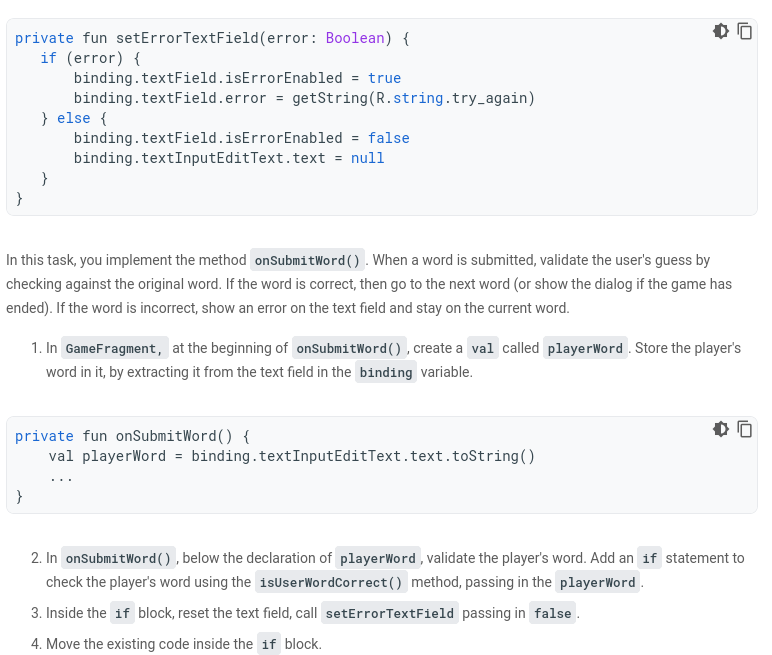 private fun setErrorTextField(error: Boolean) {
   if (error) {
       binding.textField.isErrorEnabled = true
       binding.textField.error = getString(R.string.try_again)
   } else {
       binding.textField.isErrorEnabled = false
       binding.textInputEditText.text = null
   }
}
In this task, you implement the method onSubmitWord(). When a word is submitted, validate the user's guess by
checking against the original word. If the word is correct, then go to the next word (or show the dialog if the game has
ended). If the word is incorrect, show an error on the text field and stay on the current word.
1. In GameFragment, at the beginning of onSubmitWord(), create a val called playerWord. Store the player's
word in it, by extracting it from the text field in the binding variable.
private fun onSubmitWord() {
    val playerWord = binding.textInputEditText.text.toString()
    ...
}
2. In onSubmitWord(), below the declaration of playerWord, validate the player's word. Add an if statement to
check the player's word using the isUserWordCorrect() method, passing in the playerWord.
3. Inside the if block, reset the text field, call setErrorTextField passing in false.
4. Move the existing code inside the if block.